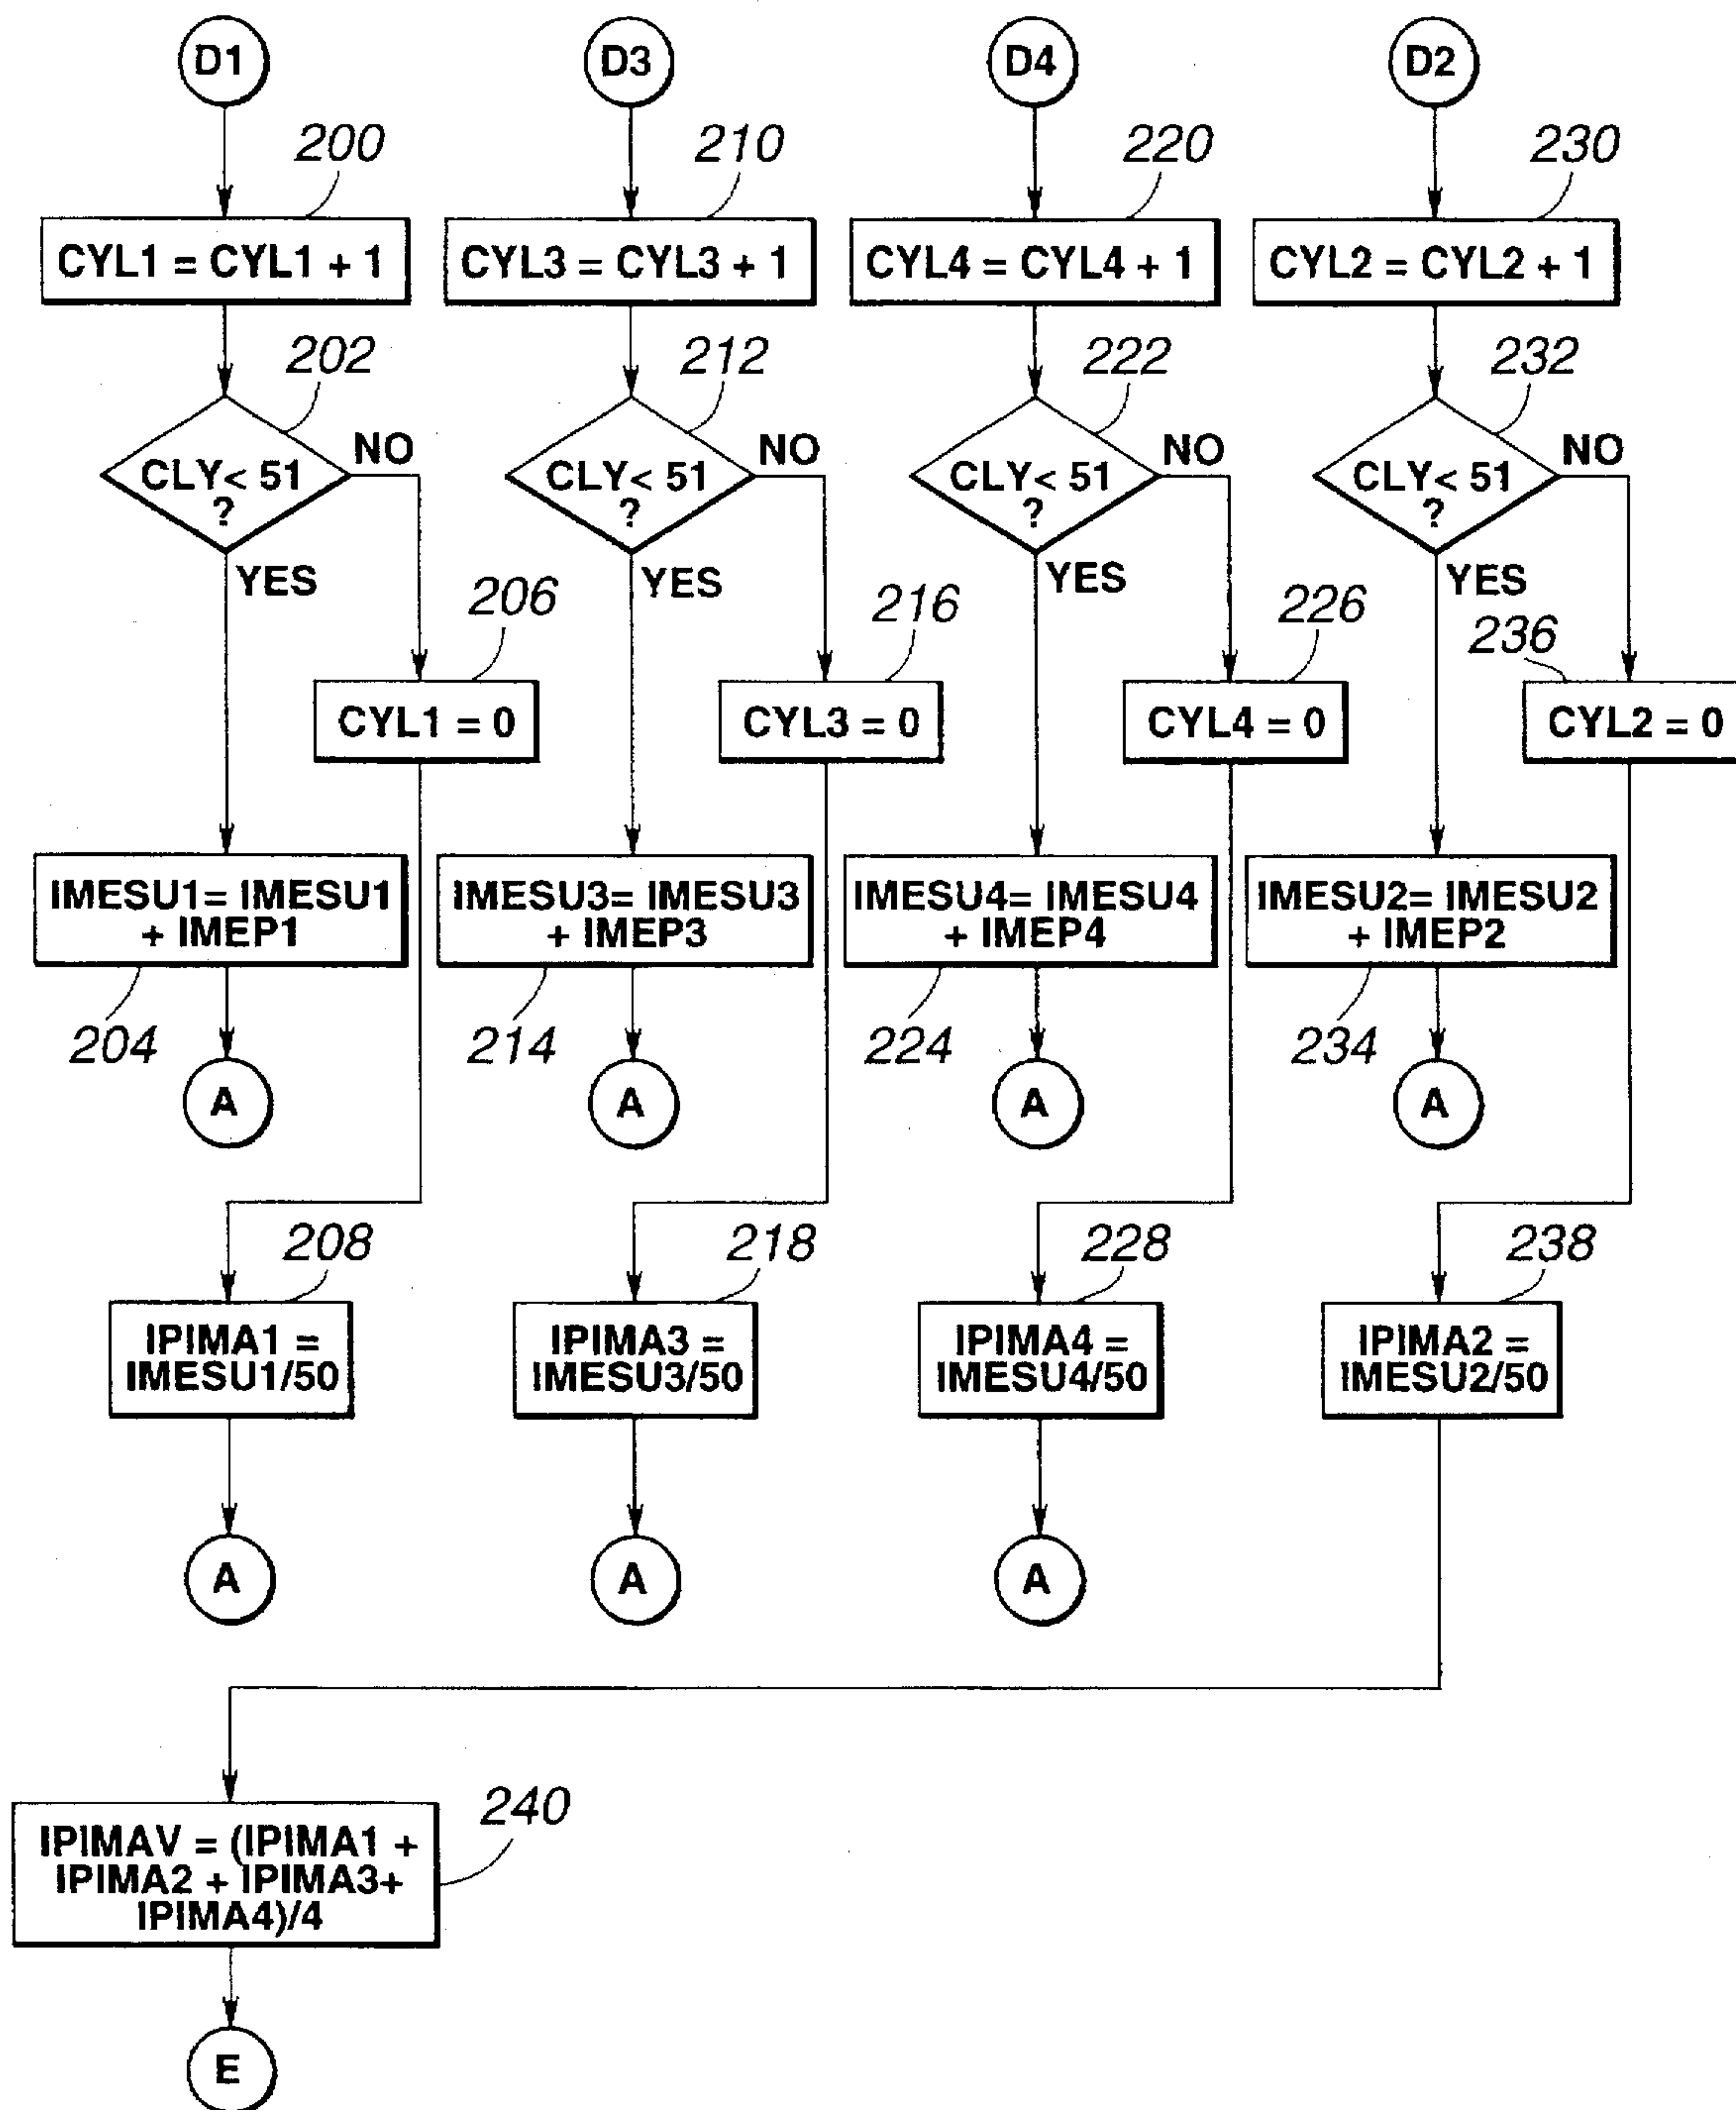 D1 D3 D4 D2
200 210 220 230
CYL1 = CYL1 + 1 CYL3 = CYL3 + 1 CYL4 = CYL4 + 1 CYL2 = CYL2 + 1
202 212 222 232
NO NO NO NO
CLY< 51 CLY< 51 CLY< 51 CLY< 51
? ? ? ?
YES YES YES YES
206 216 226 236
CYL1 = 0 CYL3 = 0 CYL4 = 0 CYL2 = 0
IMESU1= IMESU1 IMESU3= IMESU3 IMESU4= IMESU4 IMESU2= IMESU2
+ IMEP1 + IMEP3 + IMEP4 + IMEP2
204 214 224 234
A A A A
208 218 228 238
IPIMA1 = IPIMA3 = IPIMA4 = IPIMA2 =
IMESU1/50 IMESU3/50 IMESU4/50 IMESU2/50
A A A
240
IPIMAV = (IPIMA1 +
IPIMA2 + IPIMA3+
IPIMA4)/4
E